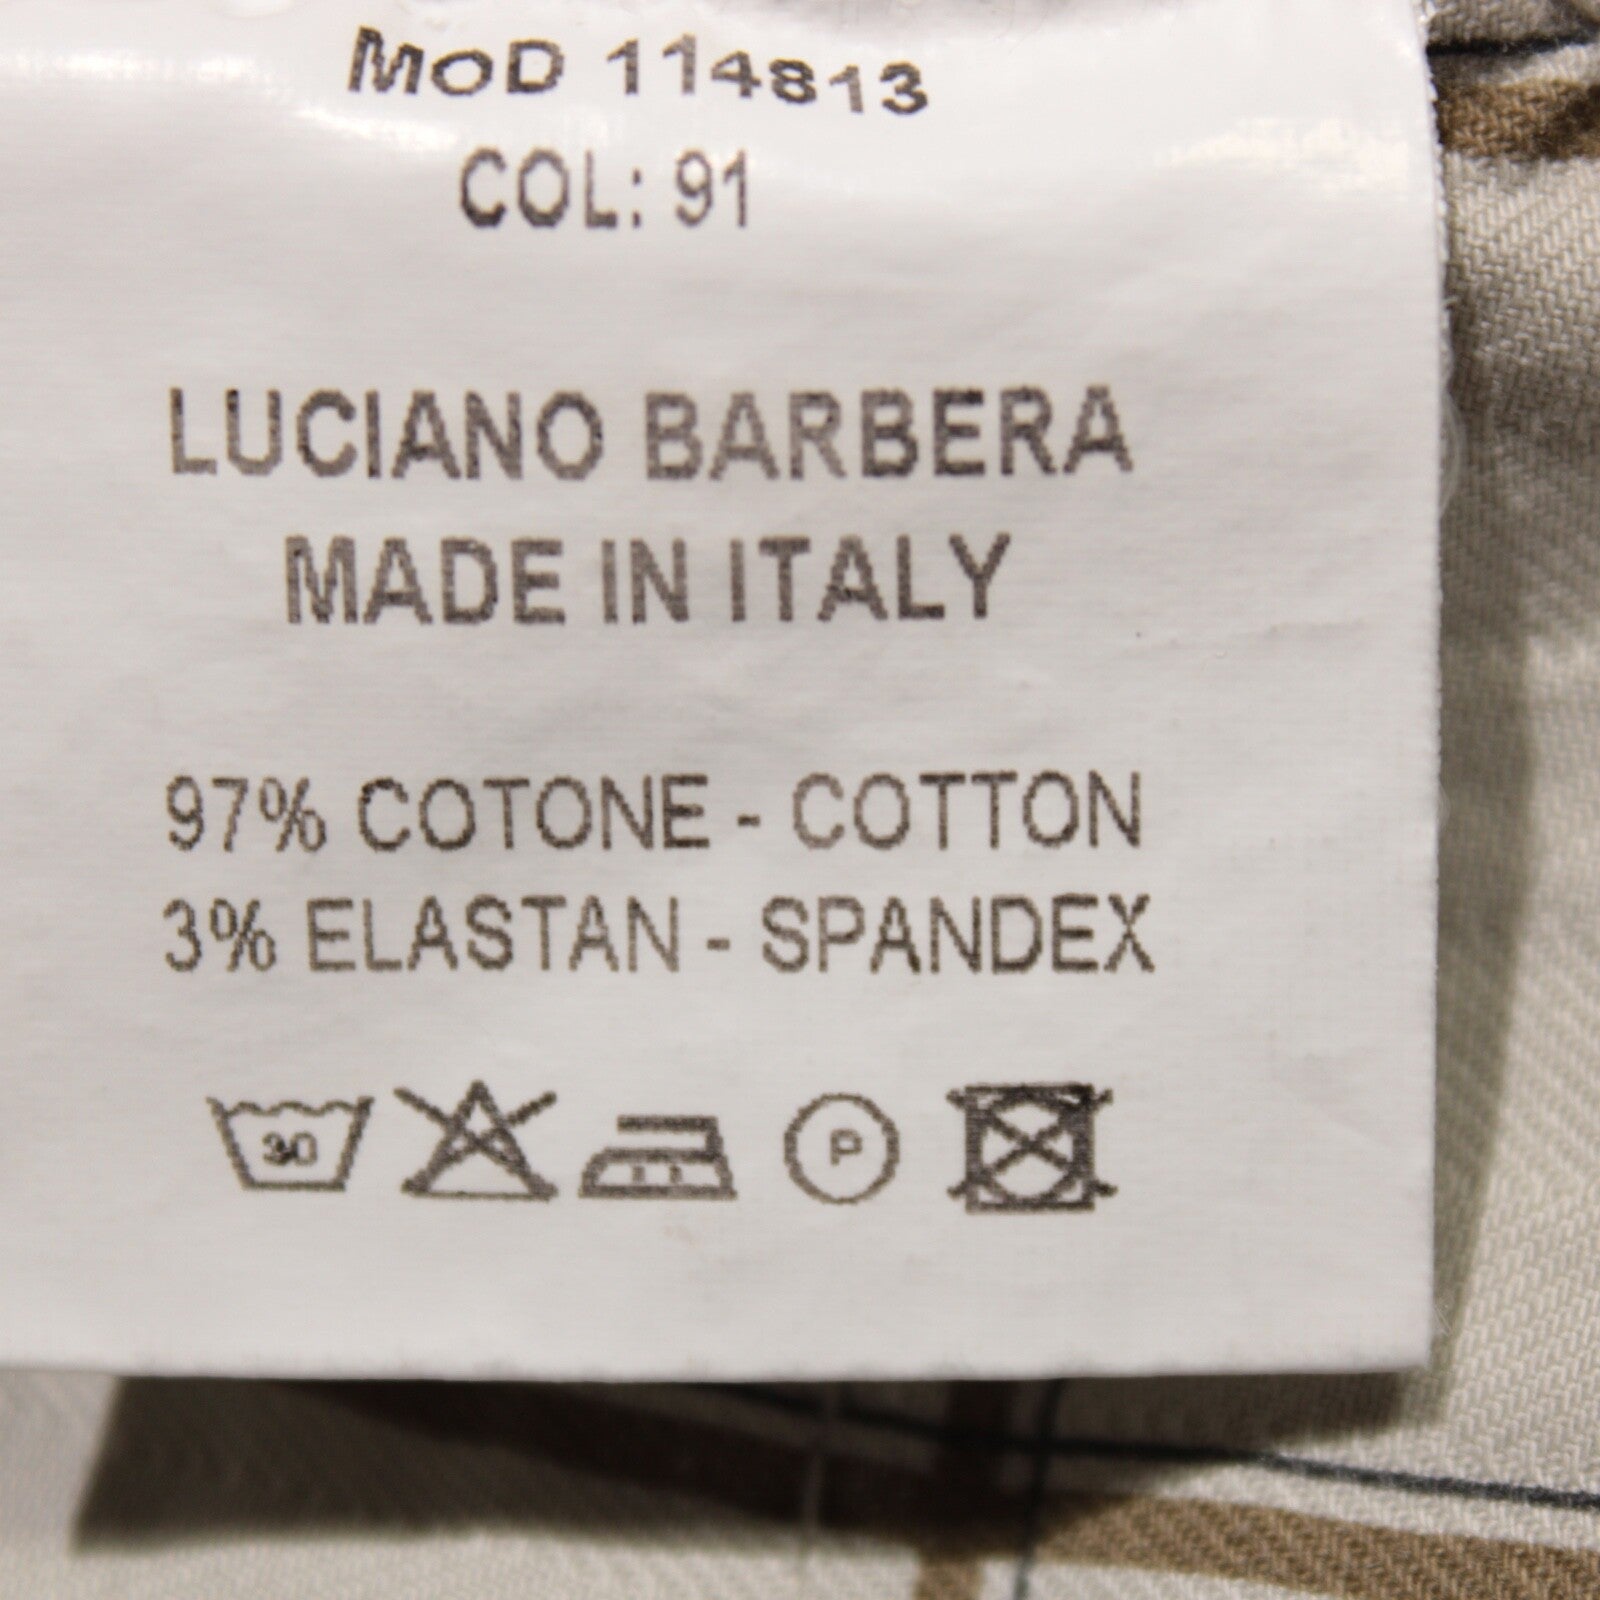 MOD 114813
COL: 91
LUCIANO BARBERA
MADE IN ITALY
97% COTONE - COTTON
3% ELASTAN - SPANDEX
30 P